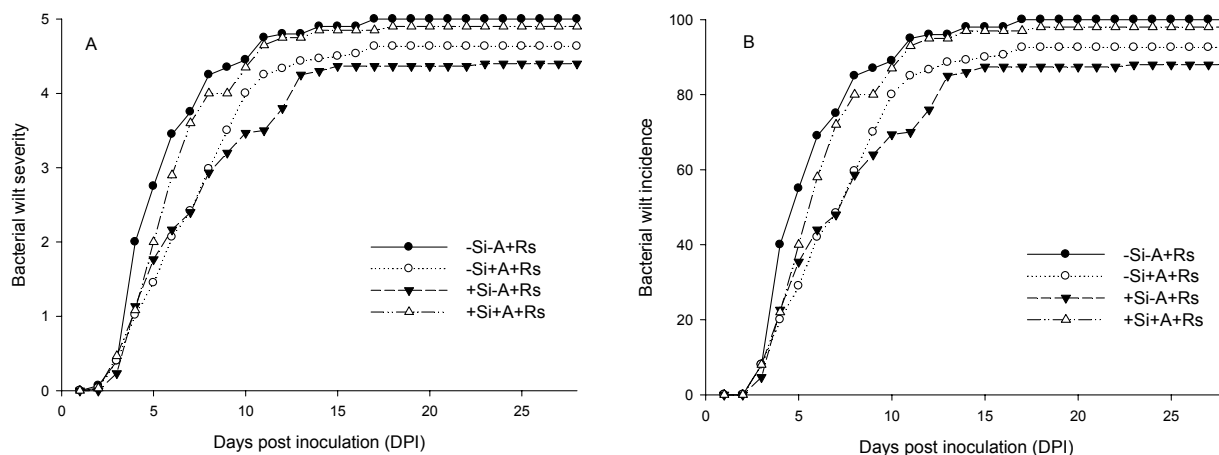 A
Bacterial wilt severity
5
4
3
2
1
0
0 5 10 15 20 25
Days post inoculation (DPI)
-Si-A+Rs
-Si+A+Rs
+Si-A+Rs
+Si+A+Rs
B
Bacterial wilt incidence
100
80
60
40
20
0
0 5 10 15 20 25
Days post inoculation (DPI)
-Si-A+Rs
-Si+A+Rs
+Si-A+Rs
+Si+A+Rs